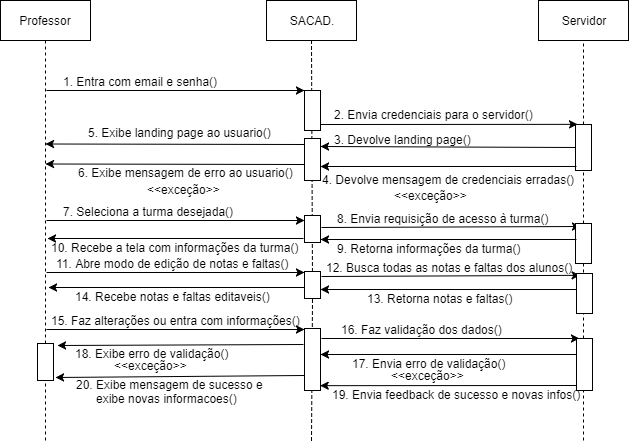 Professor
SACAD.
Servidor
1. Entra com email e senha()
2. Envia credenciais para o servidor()
5. Exibe landing page ao usuario()
3. Devolve landing page()
6. Exibe mensagem de erro ao usuario()
<<exceção>>
4. Devolve mensagem de credenciais erradas()
<<exceção>>
7. Seleciona a turma desejada()
8. Envia requisição de acesso à turma()
10. Recebe a tela com informações da turma()
9. Retorna informações da turma()
11. Abre modo de edição de notas e faltas()
12. Busca todas as notas e faltas dos alunos()
14. Recebe notas e faltas editaveis()
13. Retorna notas e faltas()
15. Faz alterações ou entra com informações()
16. Faz validação dos dados()
18. Exibe erro de validação()
<<exceção>>
17. Envia erro de validação()
<<exceção>>
20. Exibe mensagem de sucesso e
exibe novas informacoes()
19. Envia feedback de sucesso e novas infos()